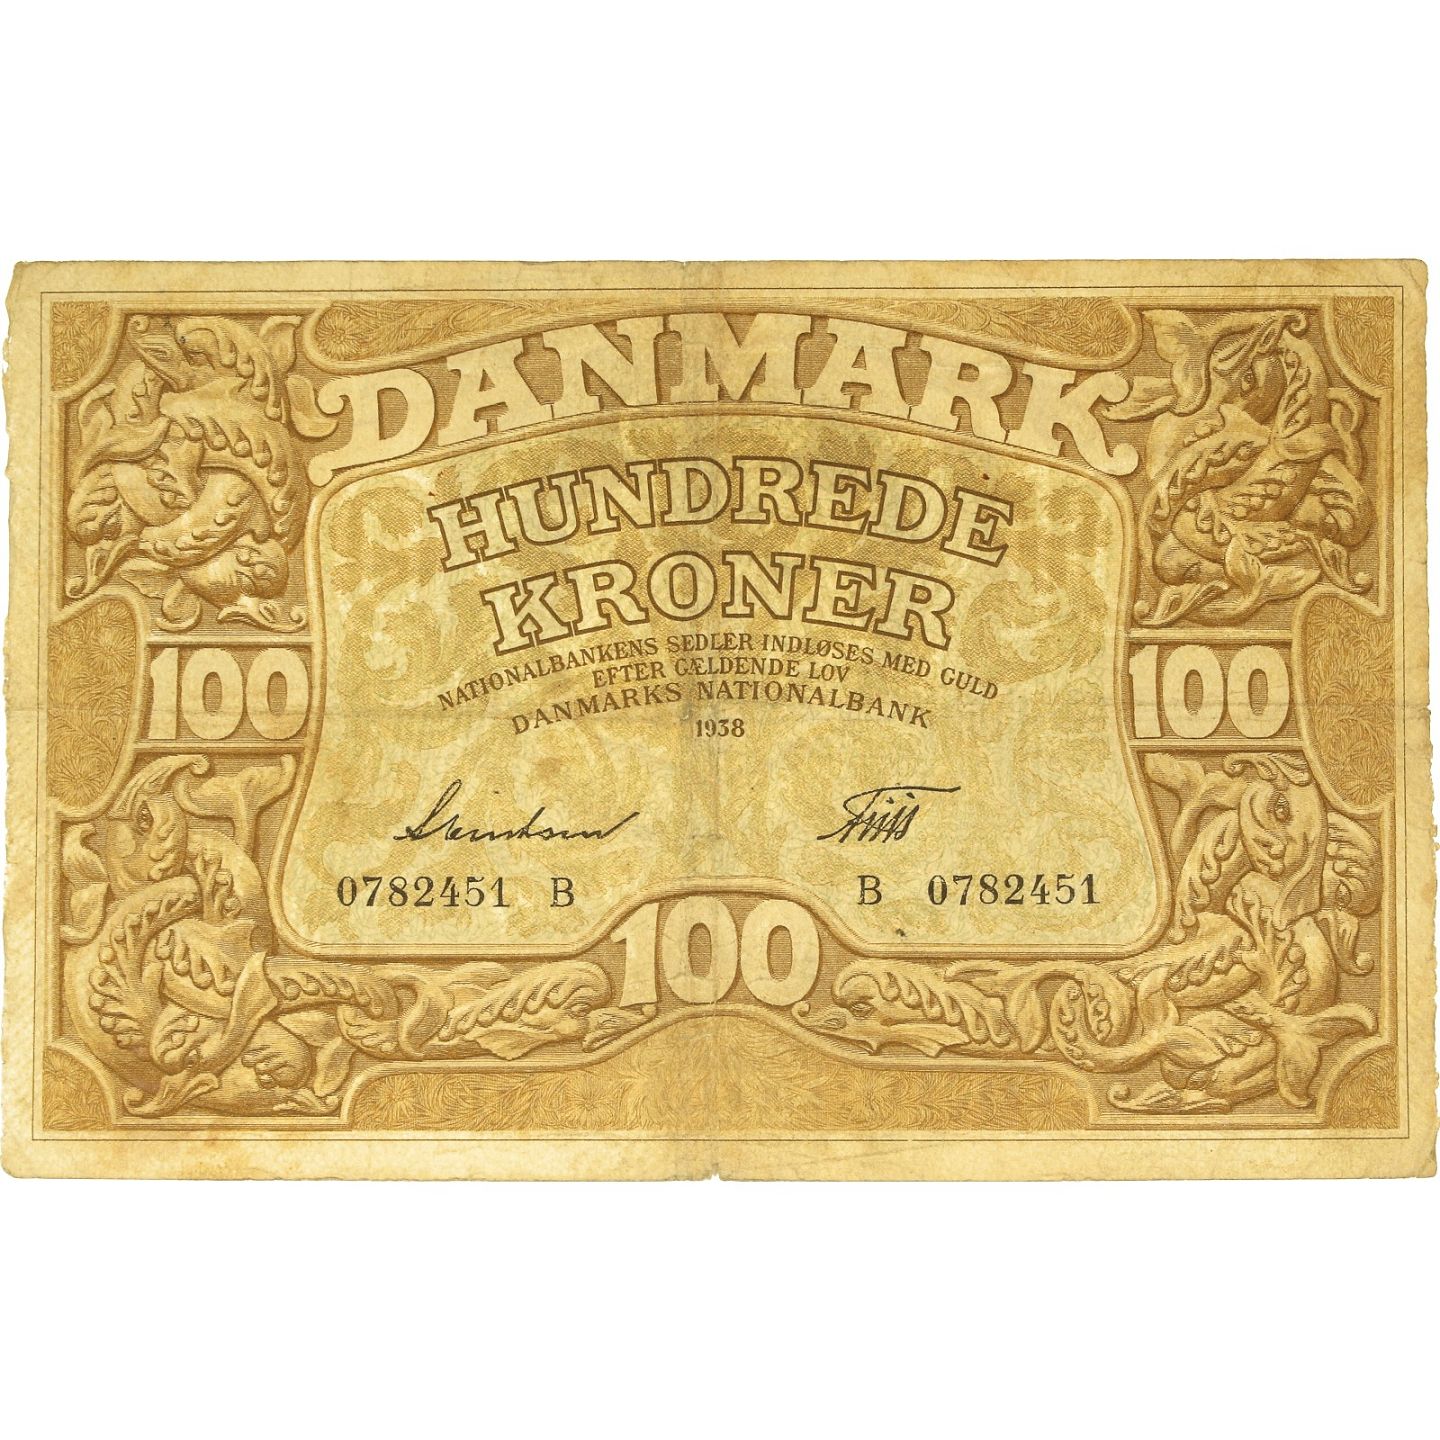 DANMARK
HUNDREDE
KRONER
NATIONALBANKENS SEDLER INDLØSES MED GULD
EFTER GÆLDENDE LOV
DANMARKS NATIONALBANK
1938
100 100
0782451 B B 0782451
100